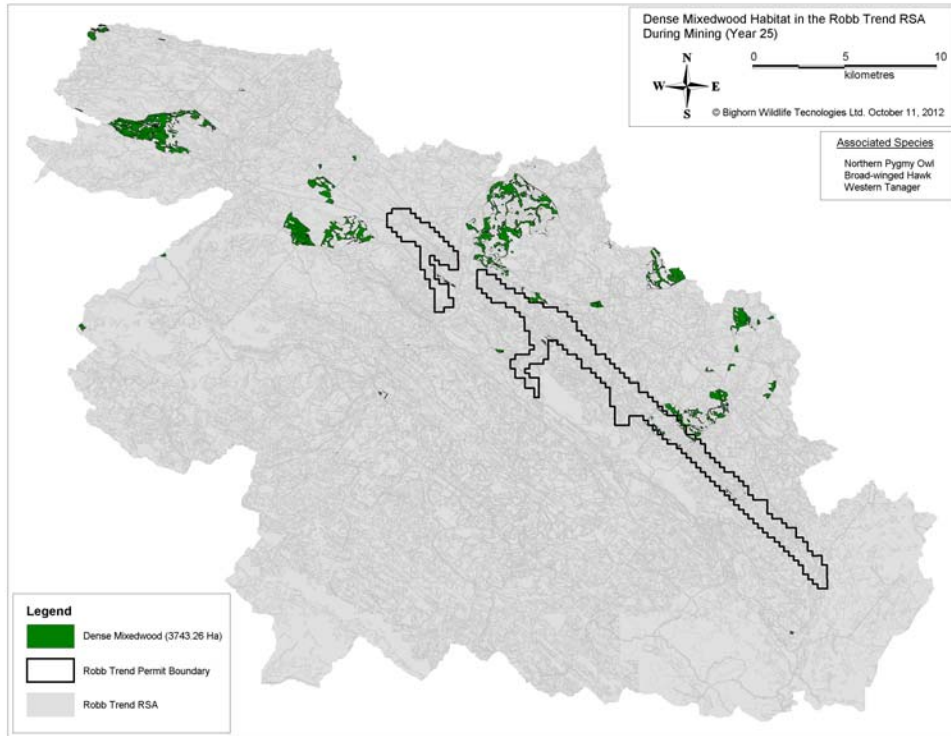 Dense Mixedwood Habitat in the Robb Trend RSA
During Mining (Year 25)
N
W E
S
0 5 10
kilometres
© Bighorn Wildlife Tecnologies Ltd. October 11, 2012
Associated Species
Northern Pygmy Owl
Broad-winged Hawk
Western Tanager
Legend
Dense Mixedwood (3743.26 Ha)
Robb Trend Permit Boundary
Robb Trend RSA